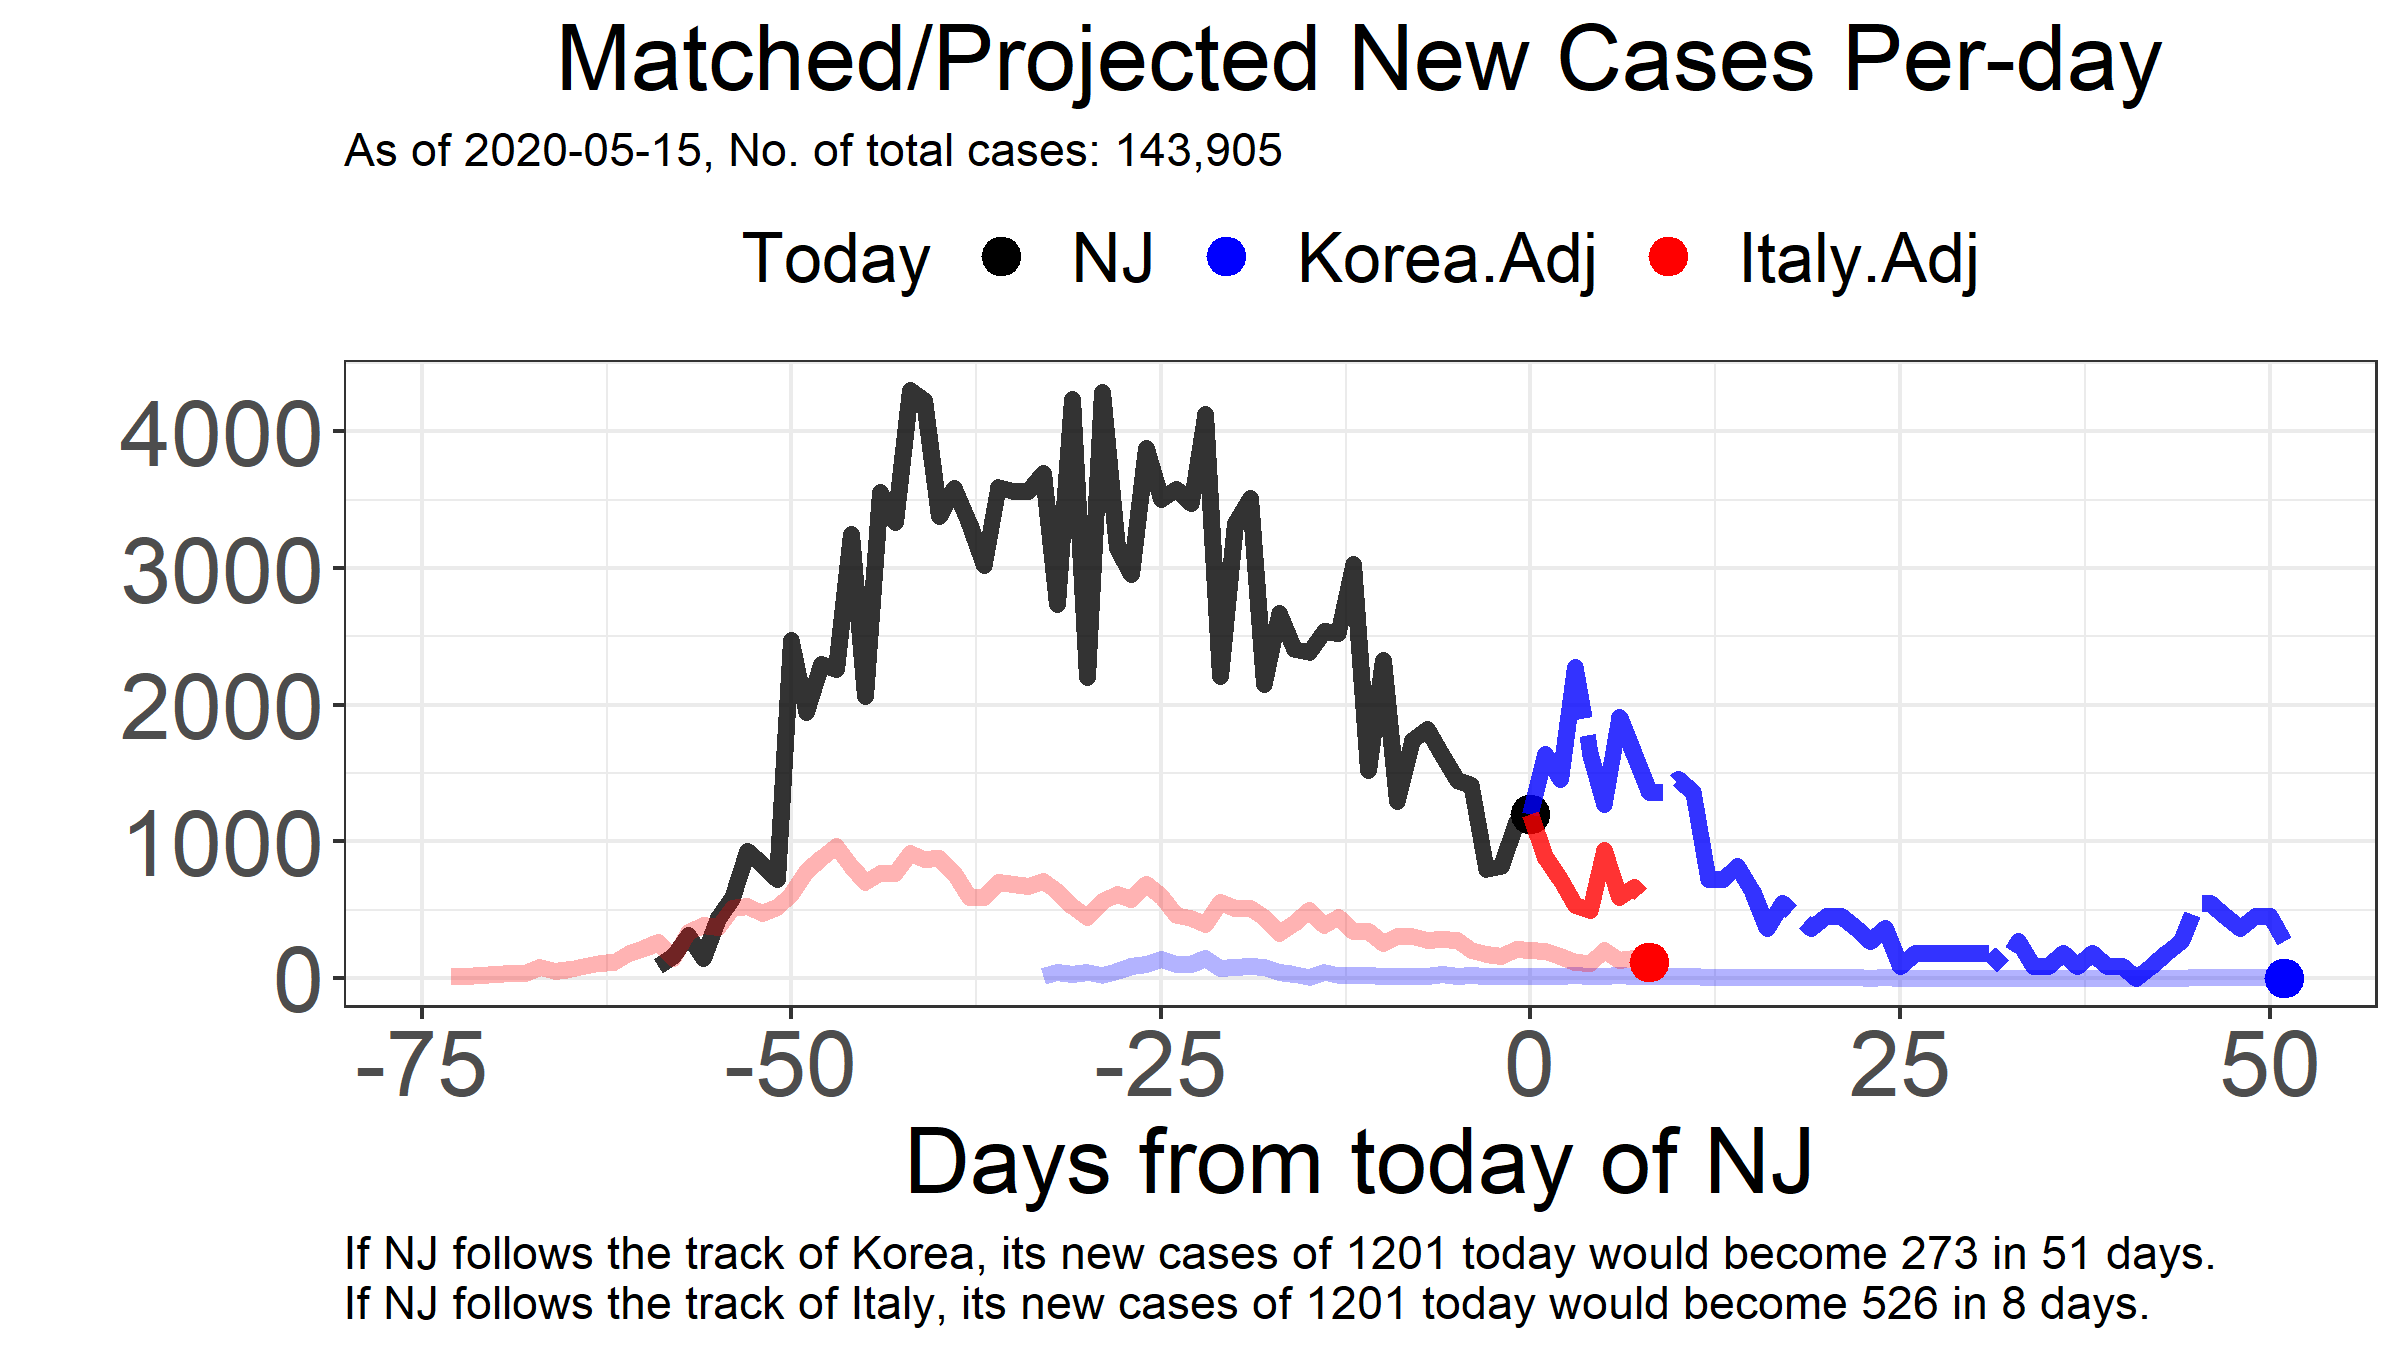 Matched/Projected New Cases Per-day
As of 2020-05-15, No. of total cases: 143,905
Today NJ Korea.Adj Italy.Adj
4000
3000
2000
1000
0
-75 -50 -25 0 25 50
Days from today of NJ
If NJ follows the track of Korea, its new cases of 1201 today would become 273 in 51 days.
If NJ follows the track of Italy, its new cases of 1201 today would become 526 in 8 days.